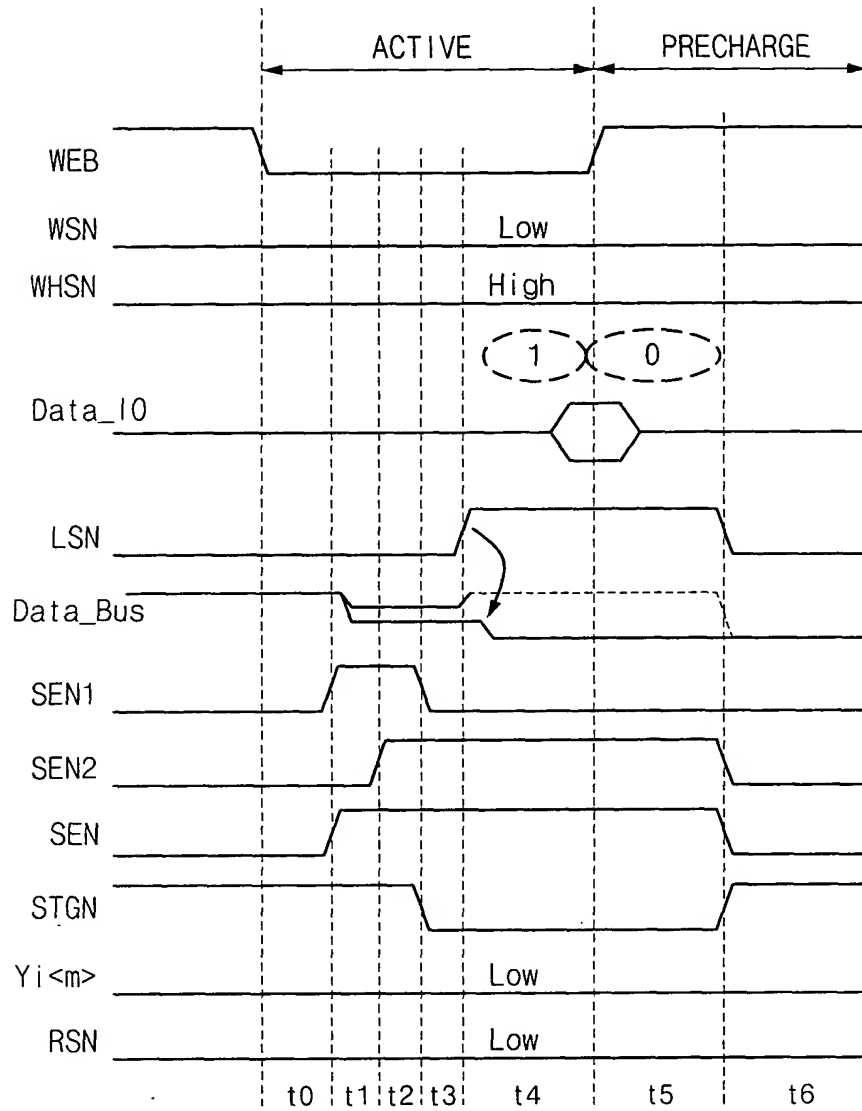 ACTIVE PRECHARGE
WEB
WSN Low
WHSN High
1 0
Data_IO
LSN
Data_Bus
SEN1
SEN2
SEN
STGN
Yi<m> Low
RSN Low
t0 t1 t2 t3 t4 t5 t6